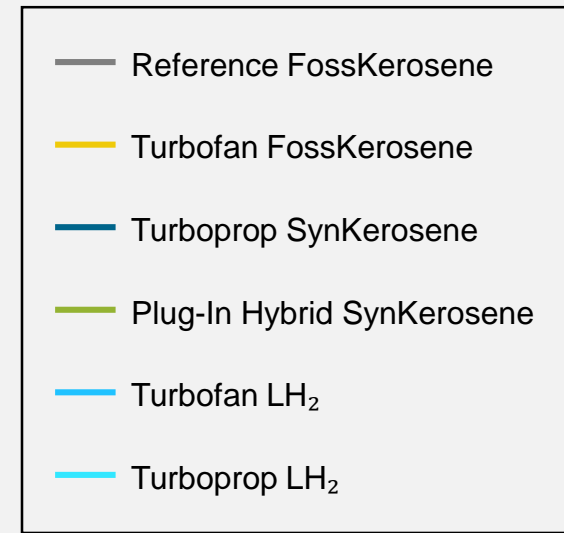 Reference FossKerosene
Turbofan FossKerosene
Turboprop SynKerosene
Plug-In Hybrid SynKerosene
Turbofan LH₂
Turboprop LH₂